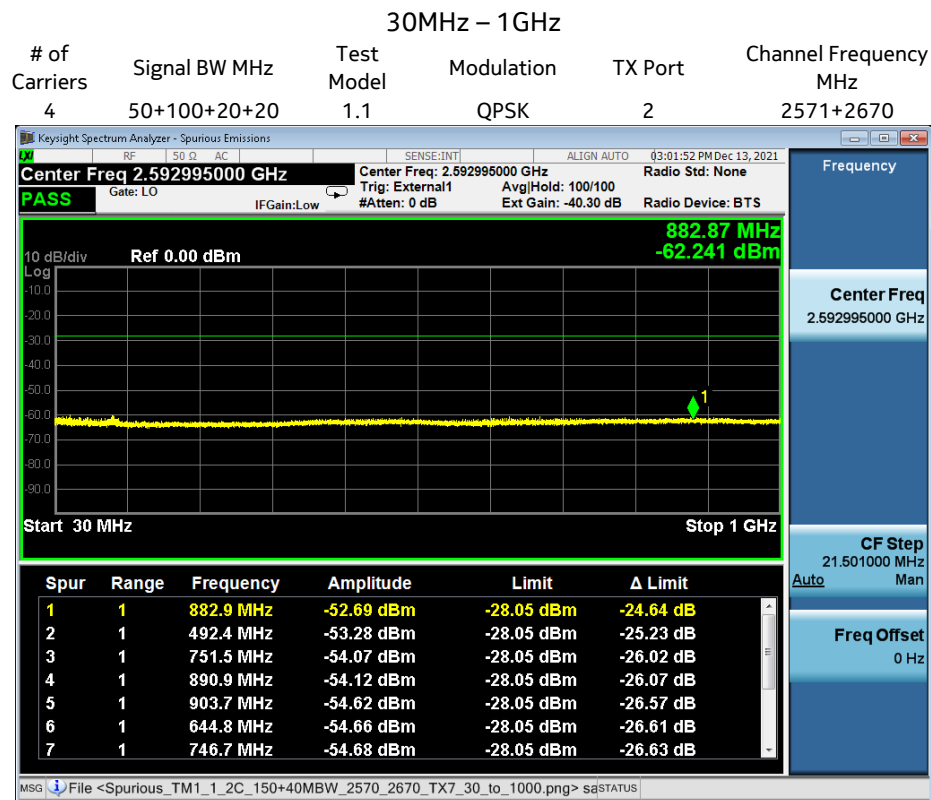 30MHz – 1GHz
# of Carriers Signal BW MHz Test Model Modulation TX Port Channel Frequency MHz
4 50+100+20+20 1.1 QPSK 2 2571+2670
Keysight Spectrum Analyzer - Spurious Emissions
LXI RF 50 Ω AC SENSE:INT ALIGN AUTO 03:01:52 PM Dec 13, 2021
Center Freq 2.592995000 GHz Center Freq: 2.592995000 GHz Radio Std: None
Gate: LO Trig: External1 Avg|Hold: 100/100
PASS IFGain:Low #Atten: 0 dB Ext Gain: -40.30 dB Radio Device: BTS
Frequency
882.87 MHz
10 dB/div Ref 0.00 dBm -62.241 dBm
Log
-10.0
-20.0
-30.0
-40.0
-50.0
-60.0
-70.0
-80.0
-90.0
1
Start 30 MHz Stop 1 GHz
Center Freq
2.592995000 GHz
CF Step
21.501000 MHz
Auto Man
Freq Offset
0 Hz
Spur Range Frequency Amplitude Limit Δ Limit
1 1 882.9 MHz -52.69 dBm -28.05 dBm -24.64 dB
2 1 492.4 MHz -53.28 dBm -28.05 dBm -25.23 dB
3 1 751.5 MHz -54.07 dBm -28.05 dBm -26.02 dB
4 1 890.9 MHz -54.12 dBm -28.05 dBm -26.07 dB
5 1 903.7 MHz -54.62 dBm -28.05 dBm -26.57 dB
6 1 644.8 MHz -54.66 dBm -28.05 dBm -26.61 dB
7 1 746.7 MHz -54.68 dBm -28.05 dBm -26.63 dB
MSG File <Spurious_TM1_1_2C_150+40MBW_2570_2670_TX7_30_to_1000.png> sa STATUS